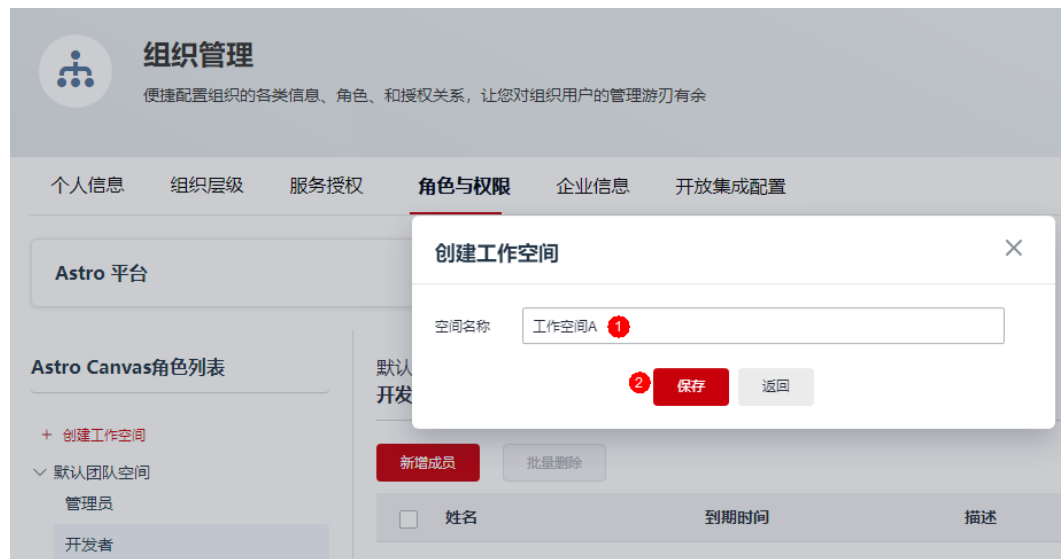 组织管理
便捷配置组织的各类信息、角色、和授权关系，让您对组织用户的管理游刃有余
个人信息 组织层级 服务授权 角色与权限 企业信息 开放集成配置
创建工作空间
Astro 平台
空间名称 工作空间A 1
Astro Canvas角色列表
默认
开发
2 保存 返回
+ 创建工作空间
默认团队空间
新增成员 批量删除
管理员
姓名 到期时间 描述
开发者